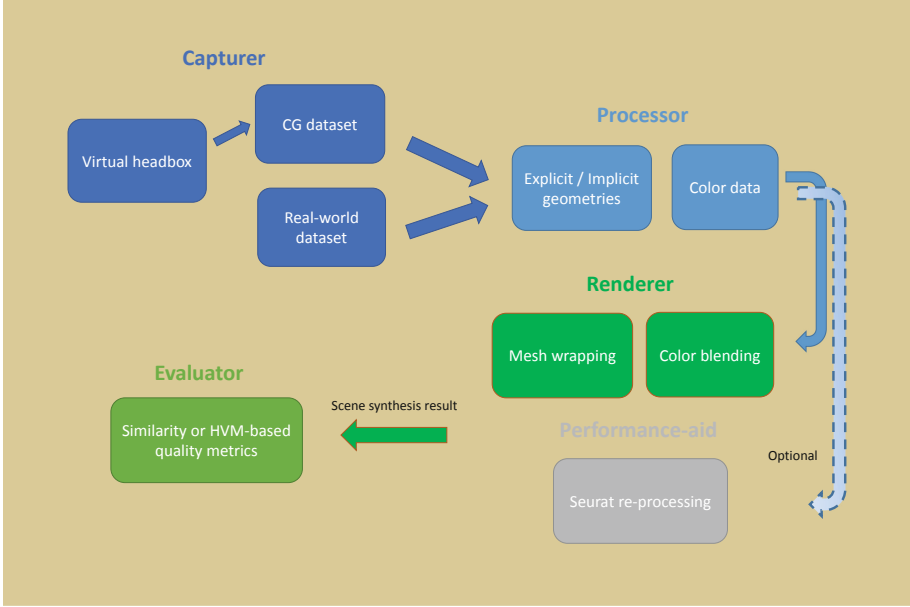 Capturer
Virtual headbox
CG dataset
Real-world
dataset
Processor
Explicit / Implicit
geometries
Color data
Renderer
Mesh wrapping
Color blending
Evaluator
Similarity or HVM-based
quality metrics
Scene synthesis result
Performance-aid
Seurat re-processing
Optional